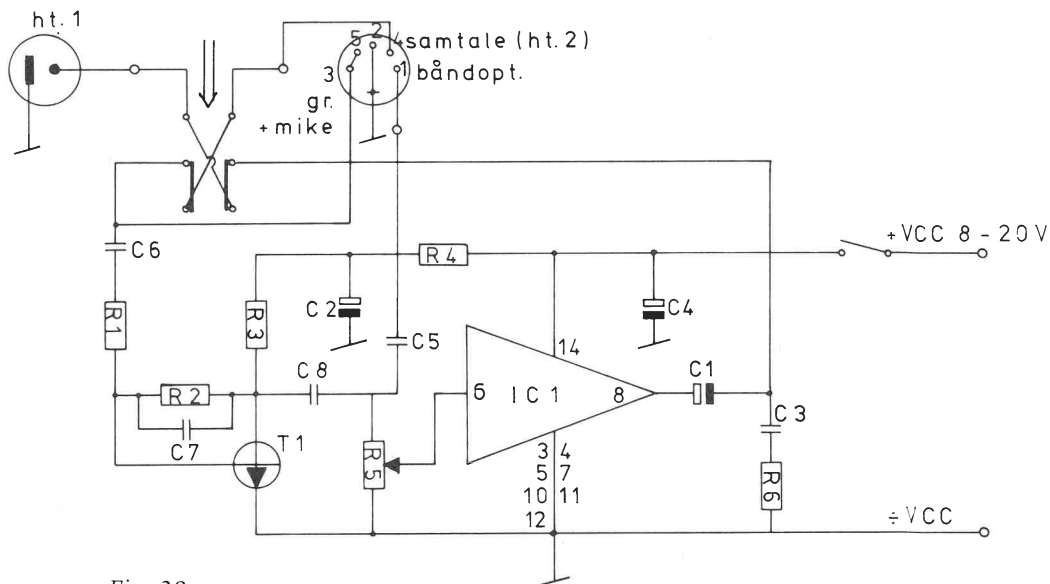 ht. 1
5 2 4 samtale (ht. 2)
3 1 båndopt.
gr.
+ mike
C6
R4
+VCC 8-20V
R1
R3
C2
C5
C4
14
C8
C1
R2
6 IC1 8
C3
C7
T1
R5
3 4
5 7
10 11
12
R6
÷VCC
Fig. 28